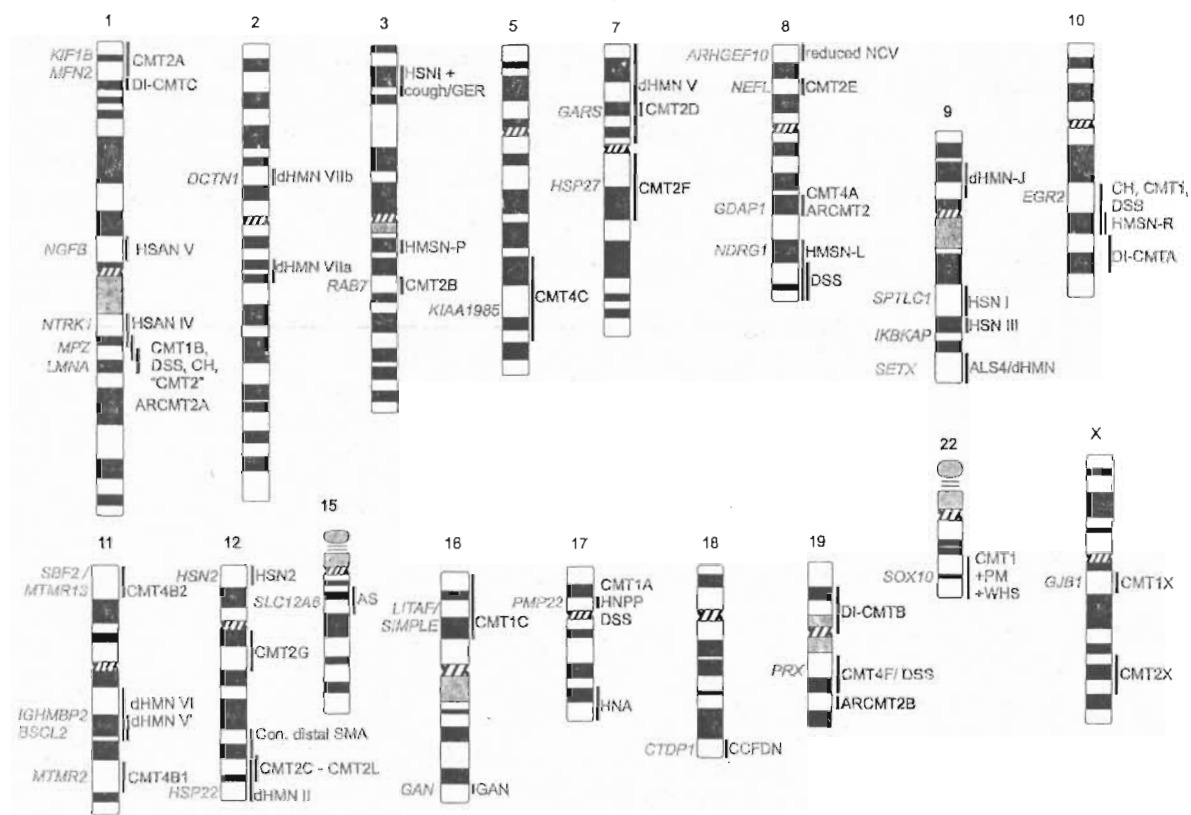 1
KIF1B
MFN2
CMT2A
DI-CMTC
NGFB
HSAN V
NTRK1
HSAN IV
MPZ
LMNA
CMT1B,
DSS, CH,
"CMT2"
ARCMT2A
2
DCTN1
dHMN VIIb
dHMN VIIa
3
HSNI +
cough/GER
HMSN-P
RAB7
CMT2B
5
KIAA1985
CMT4C
7
dHMN V
GARS
CMT2D
HSP27
CMT2F
8
ARHGEF10
reduced NCV
NEFL
CMT2E
GDAP1
CMT4A
ARCMT2
NDRG1
HMSN-L
DSS
9
dHMN-J
SPTLC1
HSN I
IKBKAP
HSN III
SETX
ALS4/dHMN
10
EGR2
CH, CMT1,
DSS
HMSN-R
DI-CMTA
11
SBF2 /
MTMR13
CMT4B2
dHMN VI
IGHMBP2
dHMN V
BSCL2
MTMR2
CMT4B1
12
HSN2
HSN2
CMT2G
Con. distal SMA
CMT2C - CMT2L
HSP22
dHMN II
15
SLC12A6
AS
16
LITAF/
SIMPLE
CMT1C
GAN
GAN
17
CMT1A
PMP22
HNPP
DSS
HNA
18
CTDP1
CCFDN
19
DI-CMTB
PRX
CMT4F/ DSS
ARCMT2B
22
SOX10
CMT1
+PM
+WHS
X
GJB1
CMT1X
CMT2X